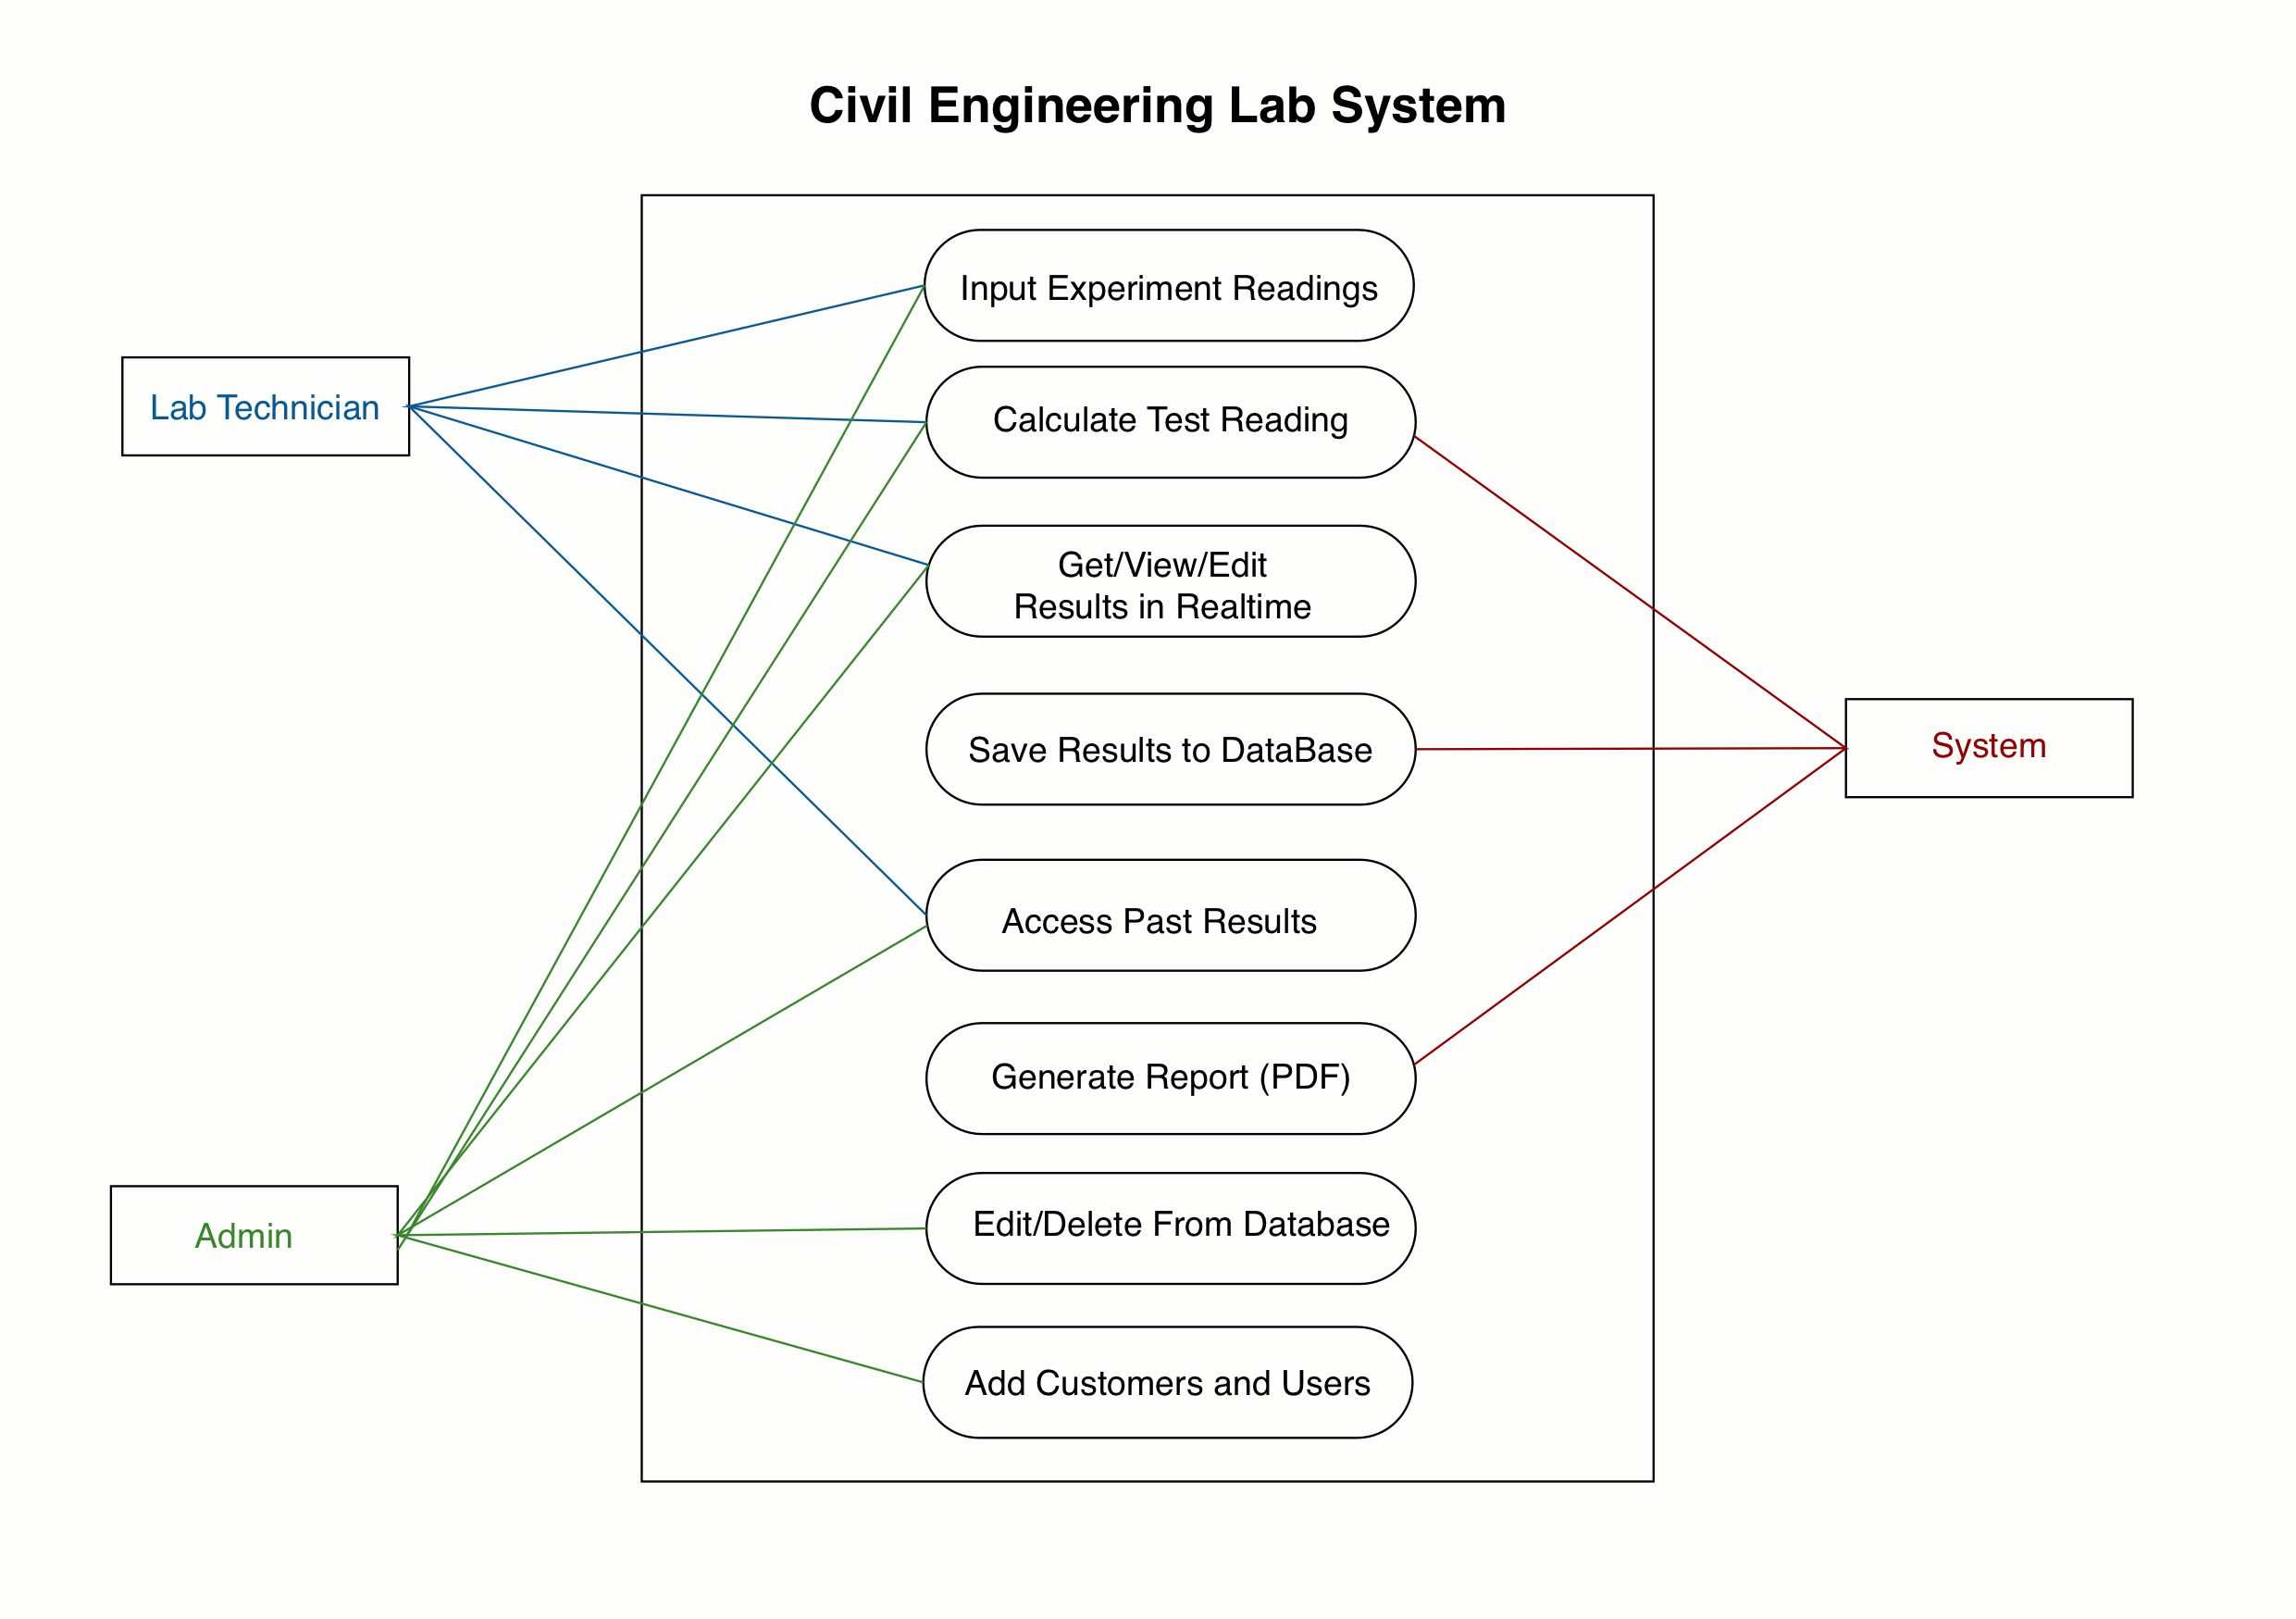 Civil Engineering Lab System
Input Experiment Readings
Lab Technician
Calculate Test Reading
Get/View/Edit
Results in Realtime
Save Results to DataBase
System
Access Past Results
Generate Report (PDF)
Admin
Edit/Delete From Database
Add Customers and Users